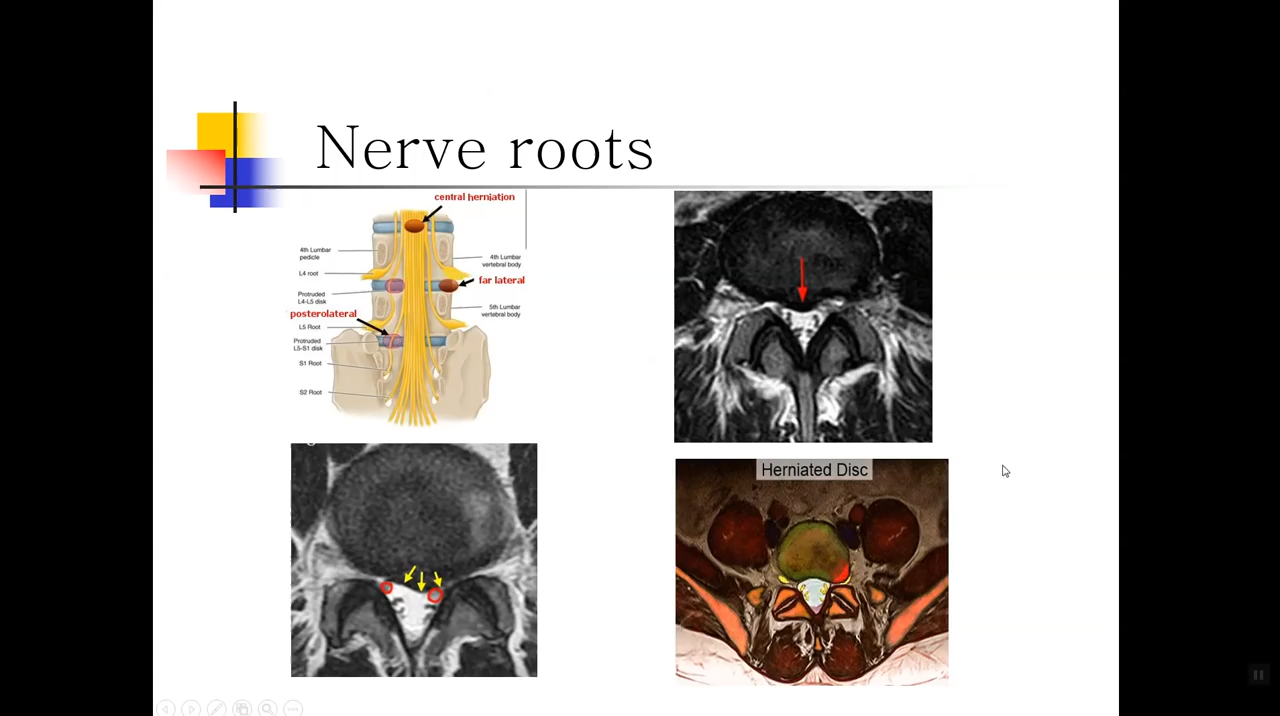 Nerve roots
central herniation
4th Lumbar
pedicle
4th Lumbar
vertebral body
L4 root
far lateral
Protruded
L4-L5 disk
5th Lumbar
vertebral body
posterolateral
L5 Root
Protruded
L5-S1 disk
S1 Root
S2 Root
Herniated Disc